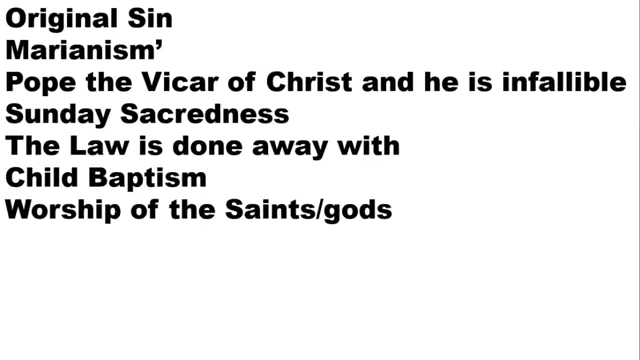 Original Sin
Marianism’
Pope the Vicar of Christ and he is infallible
Sunday Sacredness
The Law is done away with
Child Baptism
Worship of the Saints/gods